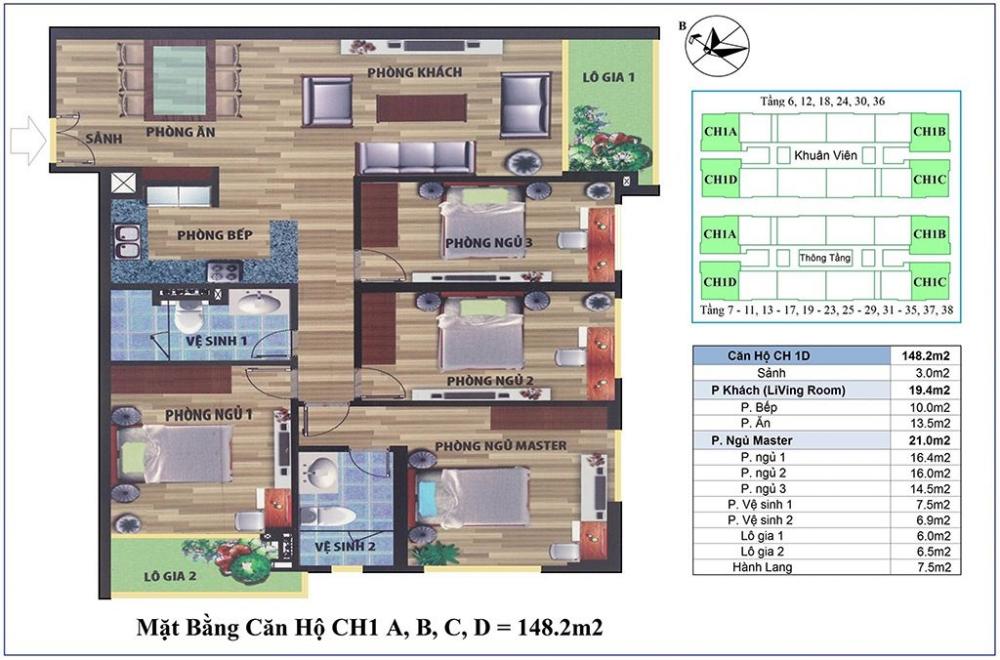 PHÒNG KHÁCH
LÔ GIA 1
PHÒNG ĂN
SẢNH
PHÒNG BẾP
PHÒNG NGỦ 3
VỆ SINH 1
PHÒNG NGỦ 2
PHÒNG NGỦ 1
PHÒNG NGỦ MASTER
VỆ SINH 2
LÔ GIA 2
Mặt Bằng Căn Hộ CH1 A, B, C, D = 148.2m2
B
Tầng 6, 12, 18, 24, 30, 36
CH1A CH1B
Khuân Viên
CH1D CH1C
CH1A CH1B
Thông Tầng
CH1D CH1C
Tầng 7 - 11, 13 - 17, 19 - 23, 25 - 29, 31 - 35, 37, 38
Căn Hộ CH 1D 148.2m2
Sảnh 3.0m2
P Khách (LiVing Room) 19.4m2
P. Bếp 10.0m2
P. Ăn 13.5m2
P. Ngủ Master 21.0m2
P. ngủ 1 16.4m2
P. ngủ 2 16.0m2
P. ngủ 3 14.5m2
P. Vệ sinh 1 7.5m2
P. Vệ sinh 2 6.9m2
Lô gia 1 6.0m2
Lô gia 2 6.5m2
Hành Lang 7.5m2